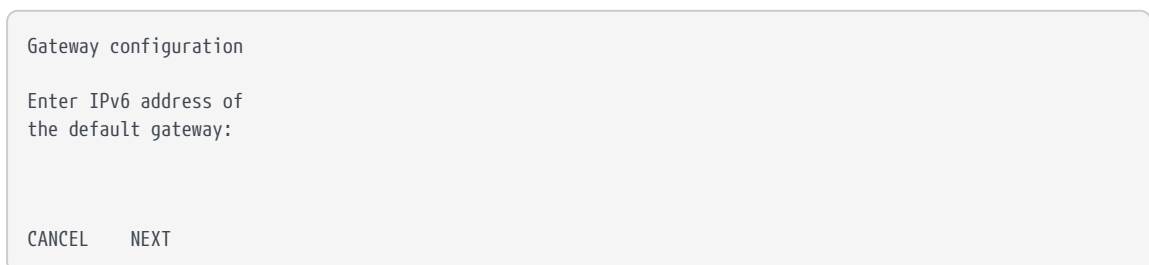 Gateway configuration
Enter IPv6 address of
the default gateway:
CANCEL NEXT